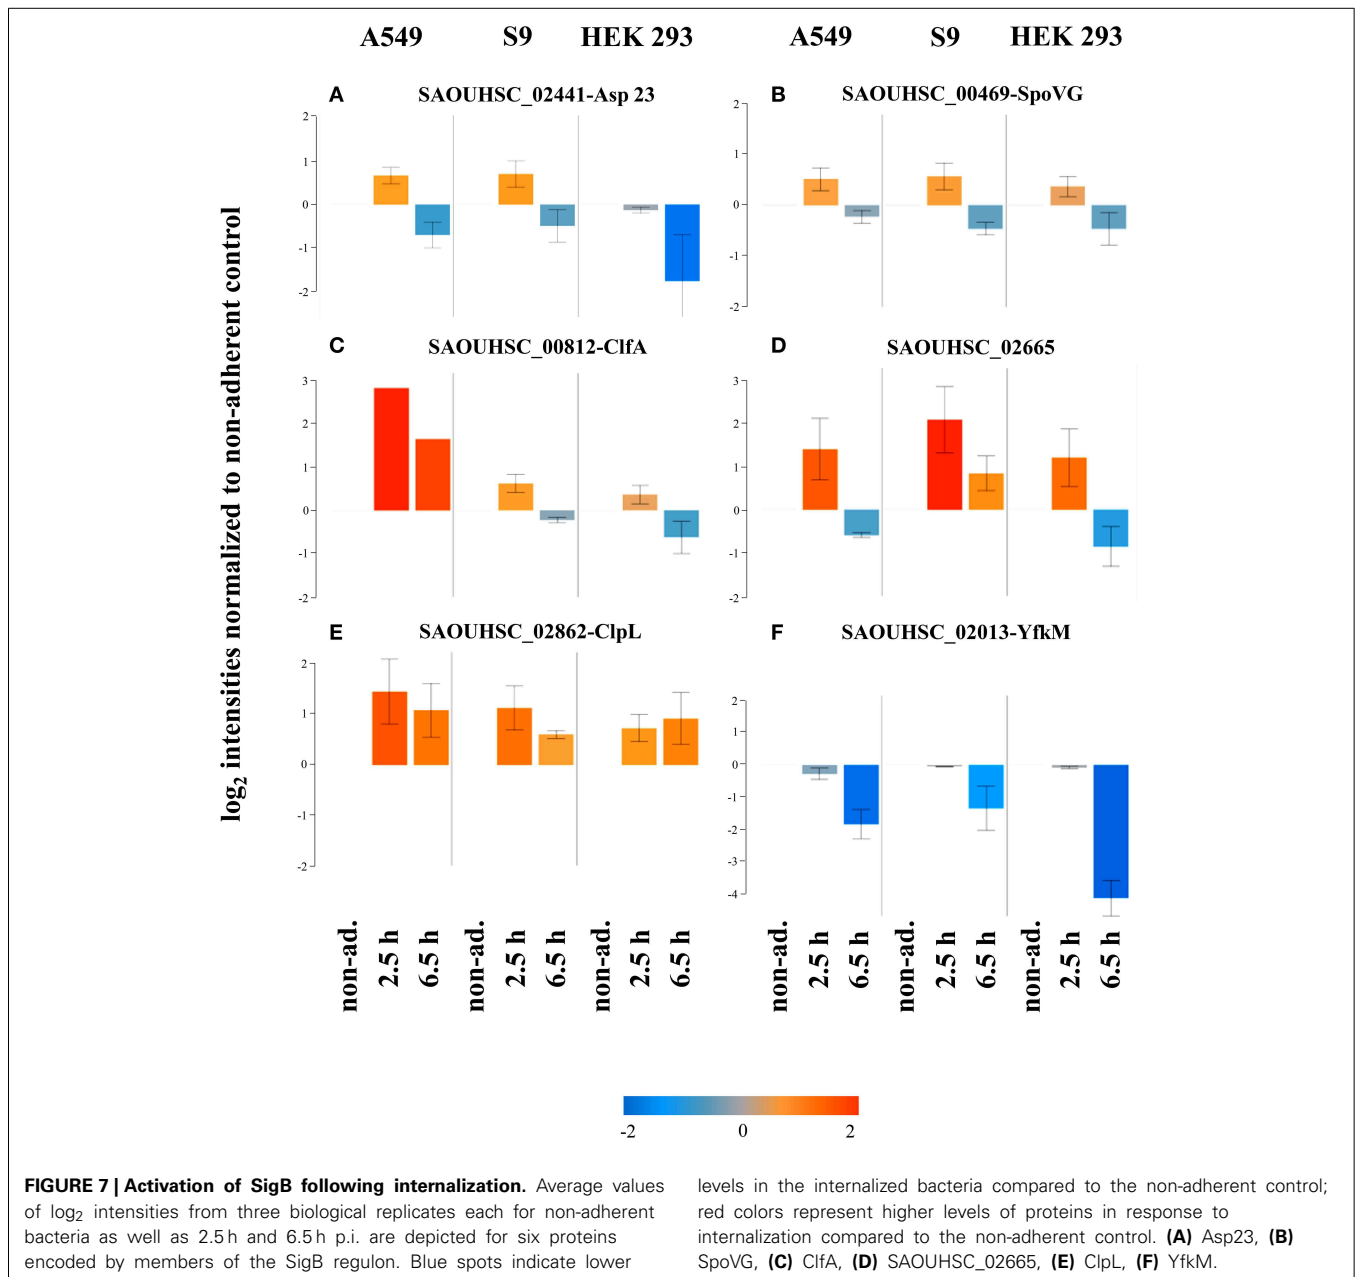 A549 S9 HEK 293 A549 S9 HEK 293
log2 intensities normalized to non-adherent control
A SAOUHSC_02441-Asp 23
2
1
0
-1
-2
B SAOUHSC_00469-SpoVG
2
1
0
-1
-2
C SAOUHSC_00812-ClfA
3
2
1
0
-1
-2
D SAOUHSC_02665
3
2
1
0
-1
-2
E SAOUHSC_02862-ClpL
2
1
0
-1
-2
F SAOUHSC_02013-YfkM
2
1
0
-1
-2
-3
-4
non-ad. 2.5 h 6.5 h non-ad. 2.5 h 6.5 h non-ad. 2.5 h 6.5 h
non-ad. 2.5 h 6.5 h non-ad. 2.5 h 6.5 h non-ad. 2.5 h 6.5 h
-2 0 2
FIGURE 7 | Activation of SigB following internalization. Average values
of log2 intensities from three biological replicates each for non-adherent
bacteria as well as 2.5 h and 6.5 h p.i. are depicted for six proteins
encoded by members of the SigB regulon. Blue spots indicate lower
levels in the internalized bacteria compared to the non-adherent control;
red colors represent higher levels of proteins in response to
internalization compared to the non-adherent control. (A) Asp23, (B)
SpoVG, (C) ClfA, (D) SAOUHSC_02665, (E) ClpL, (F) YfkM.